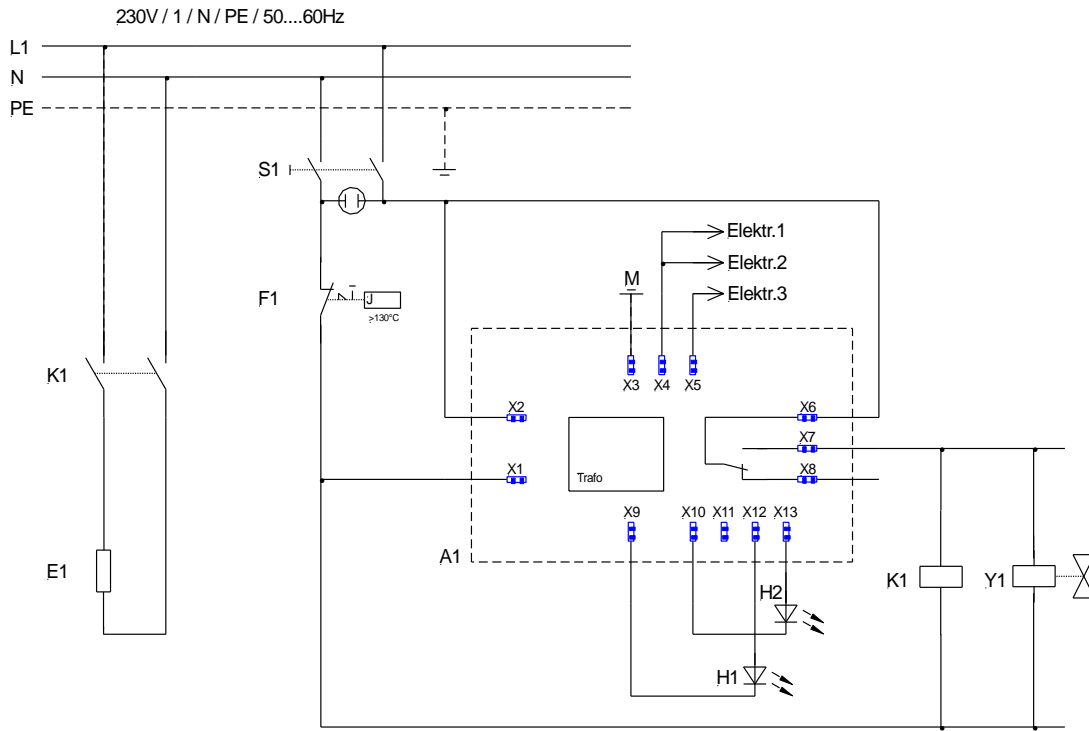 230V / 1 / N / PE / 50....60Hz
L1
N
PE
S1
Elektr.1
Elektr.2
M
Elektr.3
F1
J
>130°C
K1
X3 X4 X5
X2
X6
X7
X1
X8
Trafo
X9 X10 X11 X12 X13
A1
E1
H2
K1
Y1
H1